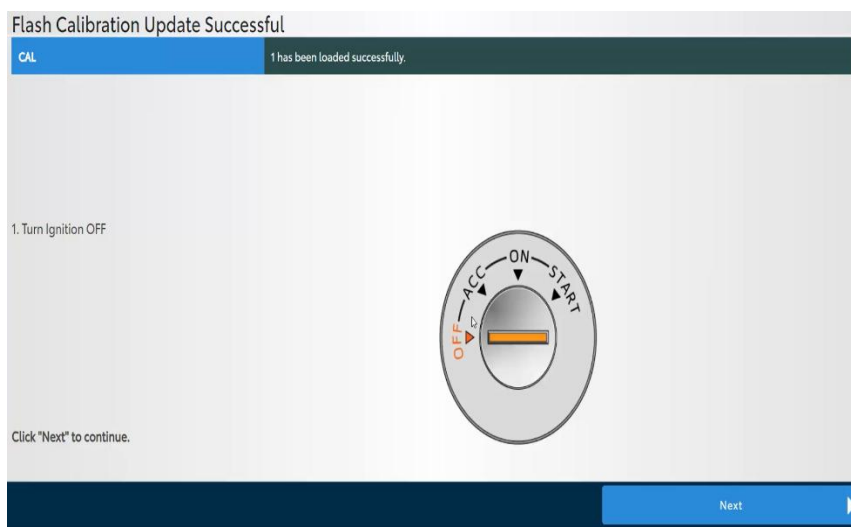 Flash Calibration Update Successful
CAL
1 has been loaded successfully.
1. Turn Ignition OFF
OFF
ACC
ON
START
Click "Next" to continue.
Next